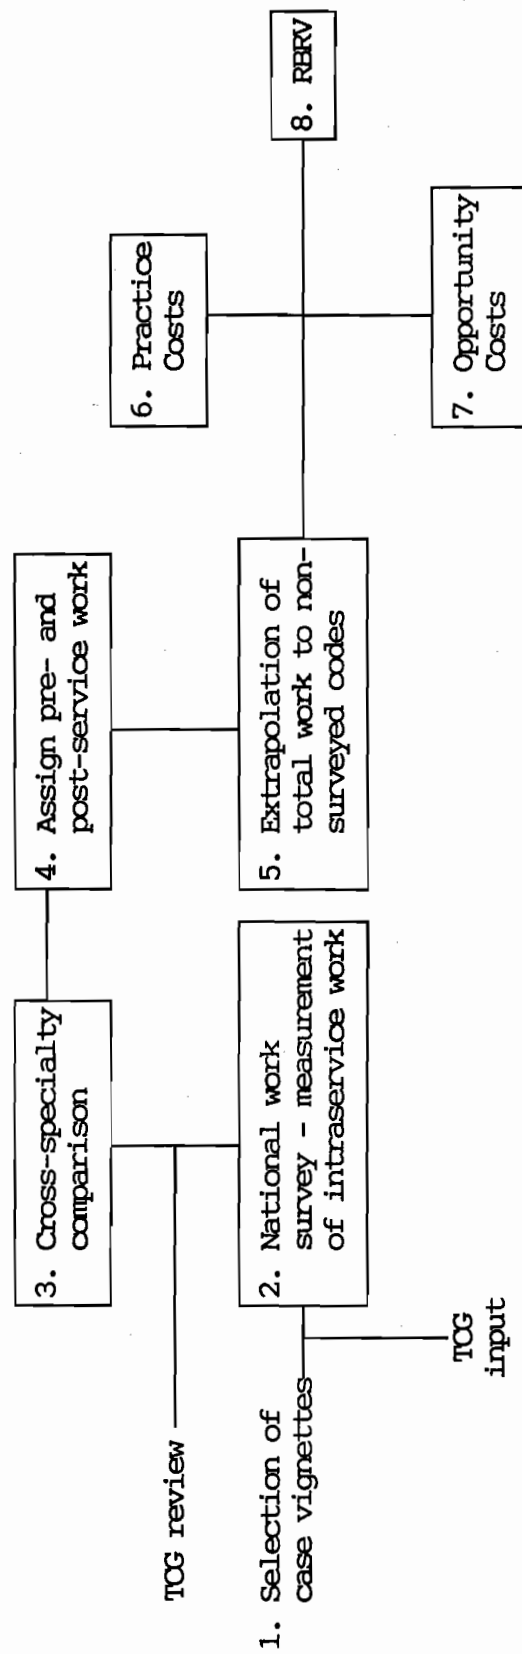 1. Selection of
case vignettes
TCG
input
2. National work
survey - measurement
of intraservice work
TCG review
3. Cross-specialty
comparison
4. Assign pre- and
post-service work
5. Extrapolation of
total work to non-
surveyed codes
6. Practice
Costs
7. Opportunity
Costs
8. RBRV